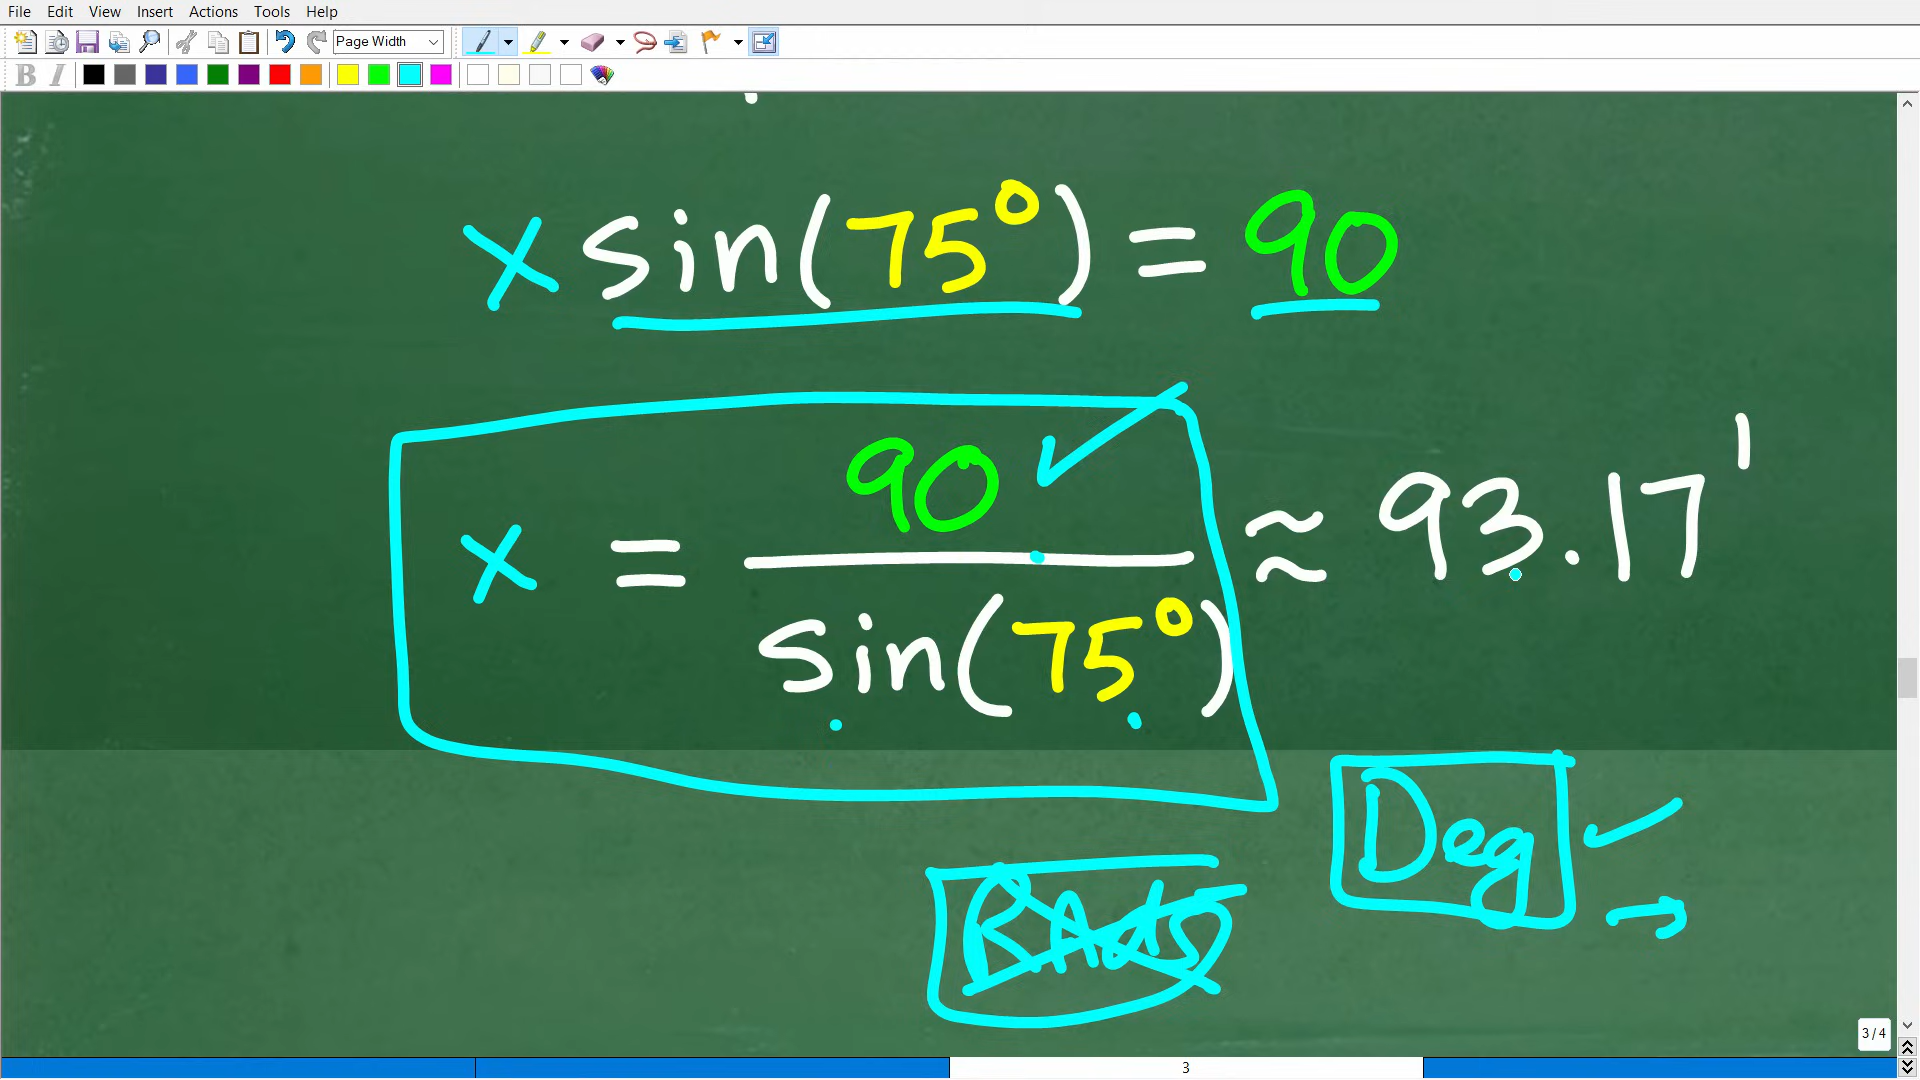 File Edit View Insert Actions Tools Help
Page Width
B I
x sin(75°) = 90
x = 90 / sin(75°) ≈ 93.17'
Deg
RAds
3/4
3